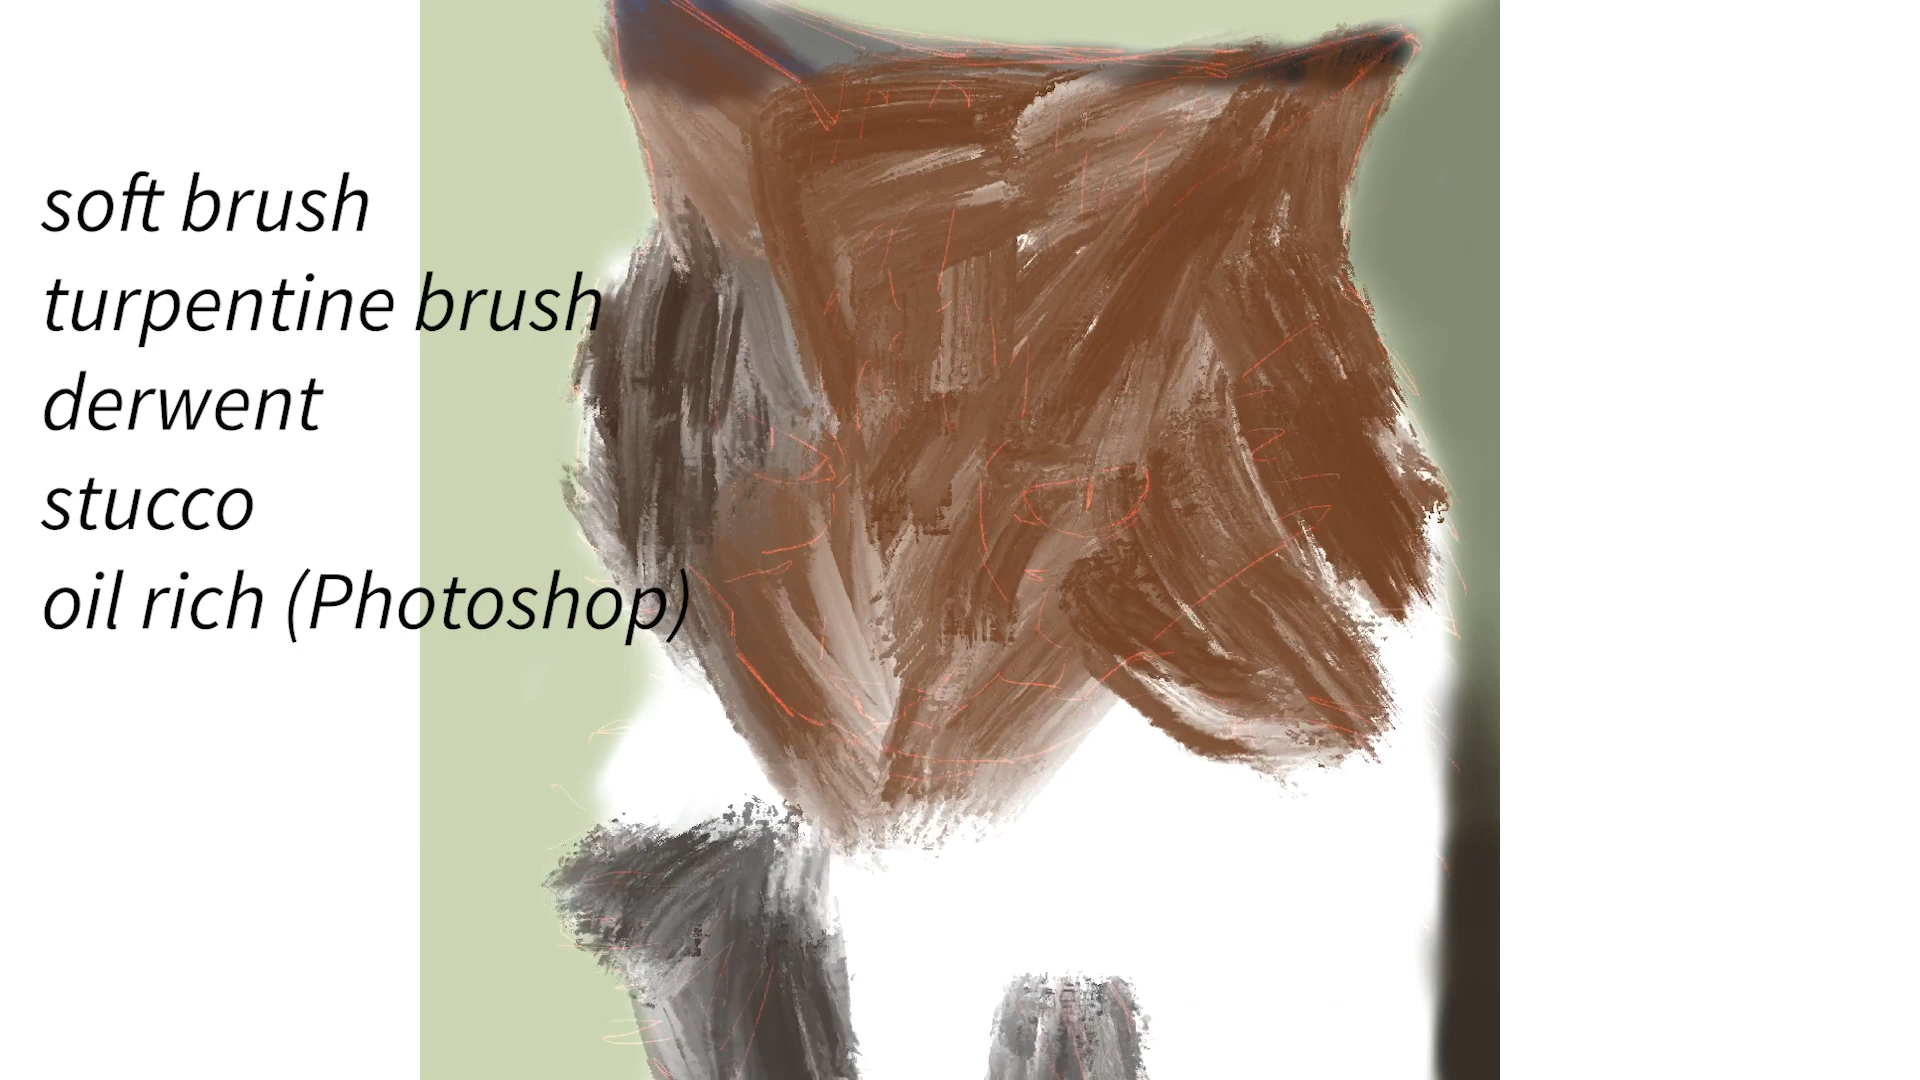 soft brush
turpentine brush
derwent
stucco
oil rich (Photoshop)